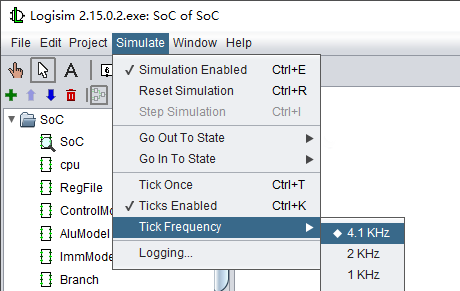 Logisim 2.15.0.2.exe: SoC of SoC
File Edit Project Simulate Window Help
A
Simulation Enabled Ctrl+E
Reset Simulation Ctrl+R
Step Simulation Ctrl+I
Go Out To State
Go In To State
Tick Once Ctrl+T
Ticks Enabled Ctrl+K
Tick Frequency
Logging...
4.1 KHz
2 KHz
1 KHz
SoC
SoC
cpu
RegFile
ControlMo
AluModel
ImmMode
Branch